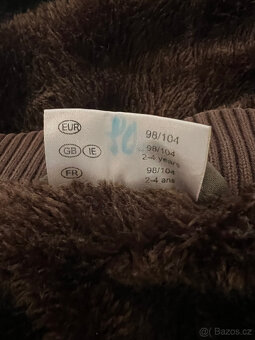 EUR 98/104
GB IE 98/104
2-4 years
FR 98/104
2-4 ans
© Bazos.cz